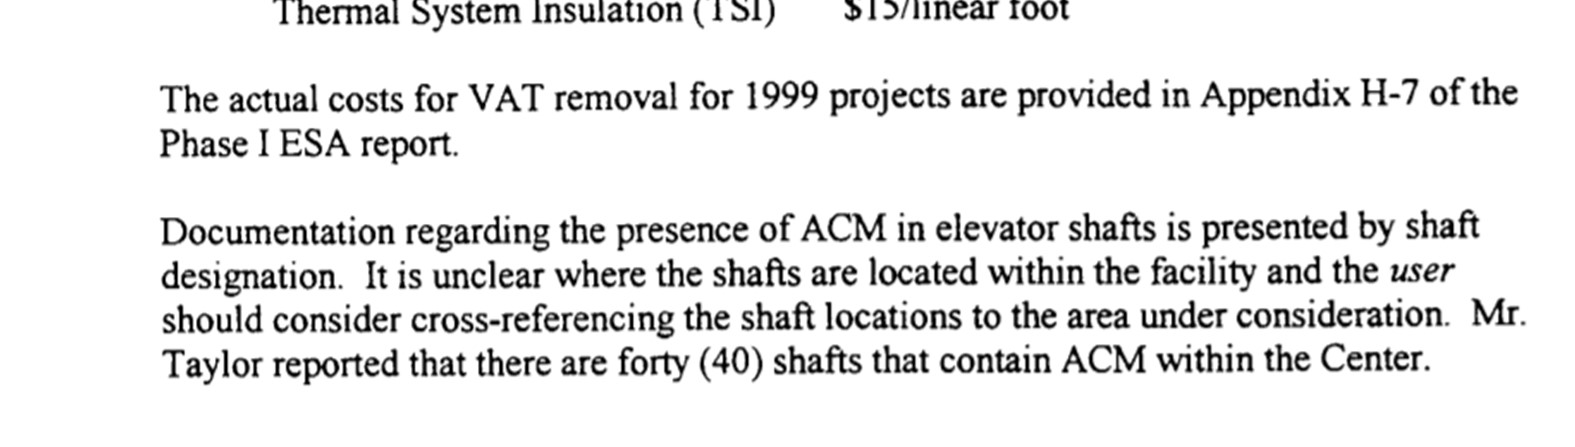 Thermal System Insulation (TSI) $15/linear foot
The actual costs for VAT removal for 1999 projects are provided in Appendix H-7 of the
Phase I ESA report.
Documentation regarding the presence of ACM in elevator shafts is presented by shaft
designation. It is unclear where the shafts are located within the facility and the user
should consider cross-referencing the shaft locations to the area under consideration. Mr.
Taylor reported that there are forty (40) shafts that contain ACM within the Center.